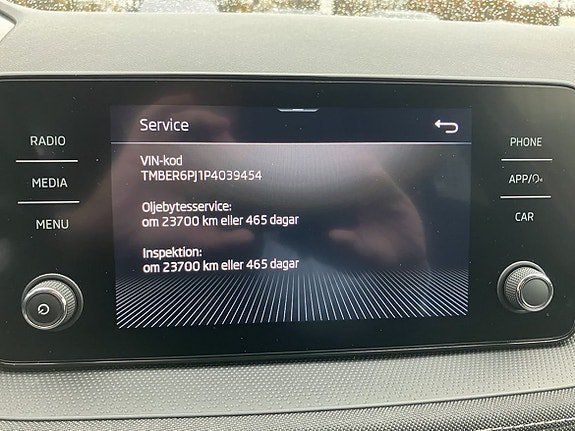 Service
VIN-kod
TMBER6PJ1P4039454
Oljebytesservice:
om 23700 km eller 465 dagar
Inspektion:
om 23700 km eller 465 dagar
RADIO
MEDIA
MENU
PHONE
APP/
CAR